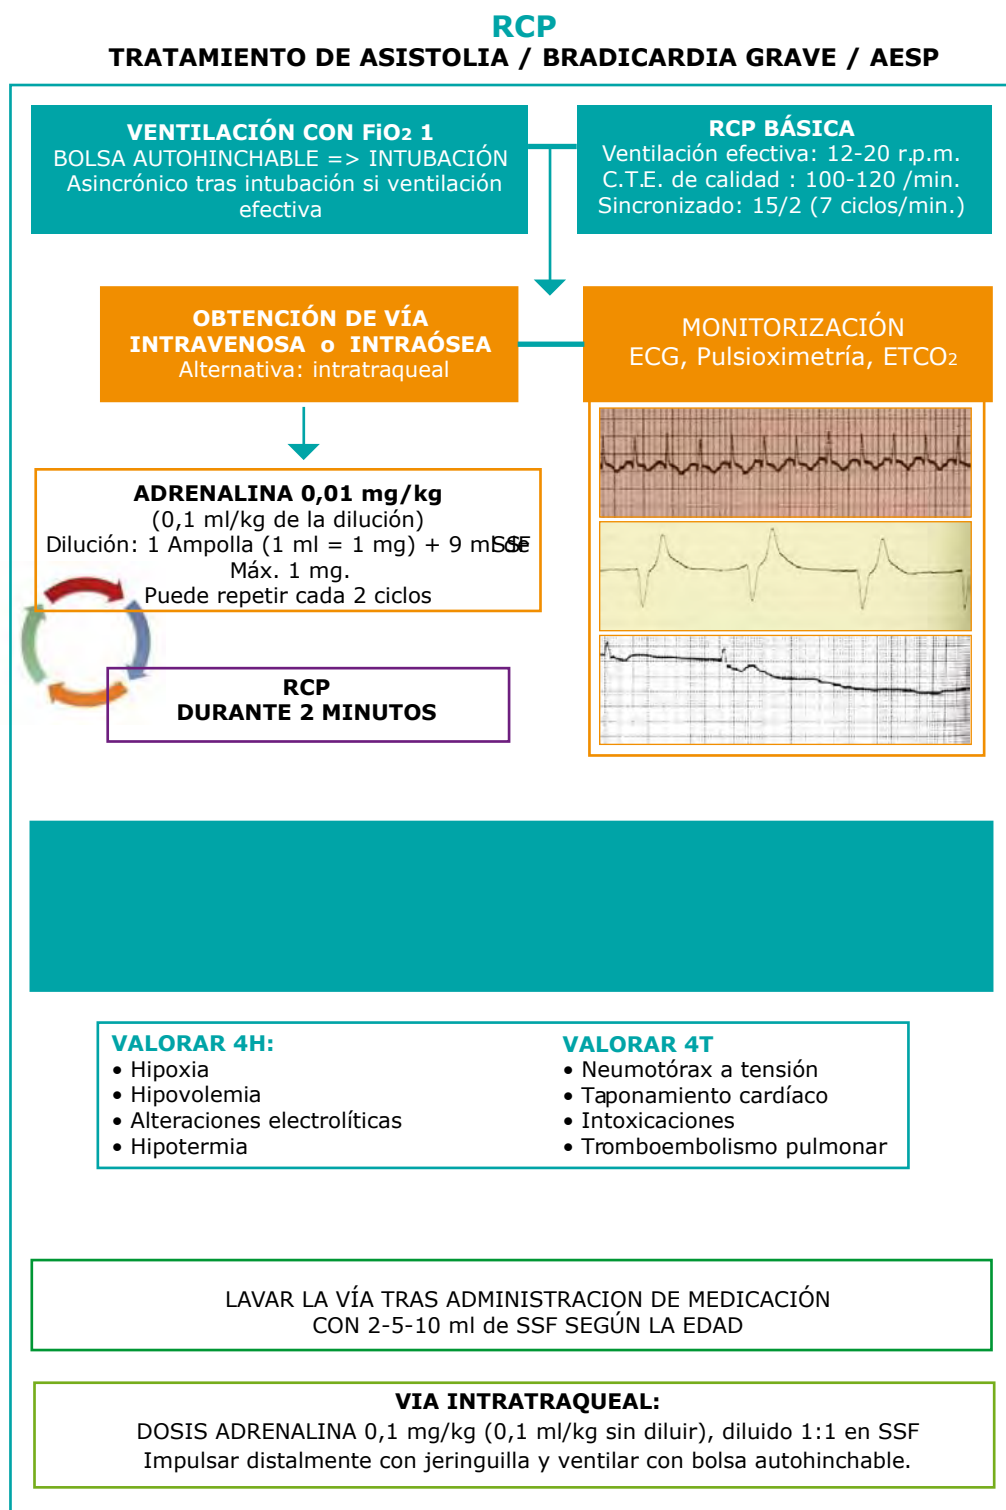 RCP
TRATAMIENTO DE ASISTOLIA / BRADICARDIA GRAVE / AESP
VENTILACIÓN CON FiO2 1
BOLSA AUTOHINCHABLE => INTUBACIÓN
Asincrónico tras intubación si ventilación
efectiva
RCP BÁSICA
Ventilación efectiva: 12-20 r.p.m.
C.T.E. de calidad : 100-120 /min.
Sincronizado: 15/2 (7 ciclos/min.)
OBTENCIÓN DE VÍA
INTRAVENOSA o INTRAÓSEA
Alternativa: intratraqueal
MONITORIZACIÓN
ECG, Pulsioximetría, ETCO2
ADRENALINA 0,01 mg/kg
(0,1 ml/kg de la dilución)
Dilución: 1 Ampolla (1 ml = 1 mg) + 9 ml de SSF
Máx. 1 mg.
Puede repetir cada 2 ciclos
RCP
DURANTE 2 MINUTOS
VALORAR 4H:
• Hipoxia
• Hipovolemia
• Alteraciones electrolíticas
• Hipotermia
VALORAR 4T
• Neumotórax a tensión
• Taponamiento cardíaco
• Intoxicaciones
• Tromboembolismo pulmonar
LAVAR LA VÍA TRAS ADMINISTRACION DE MEDICACIÓN
CON 2-5-10 ml de SSF SEGÚN LA EDAD
VIA INTRATRAQUEAL:
DOSIS ADRENALINA 0,1 mg/kg (0,1 ml/kg sin diluir), diluido 1:1 en SSF
Impulsar distalmente con jeringuilla y ventilar con bolsa autohinchable.